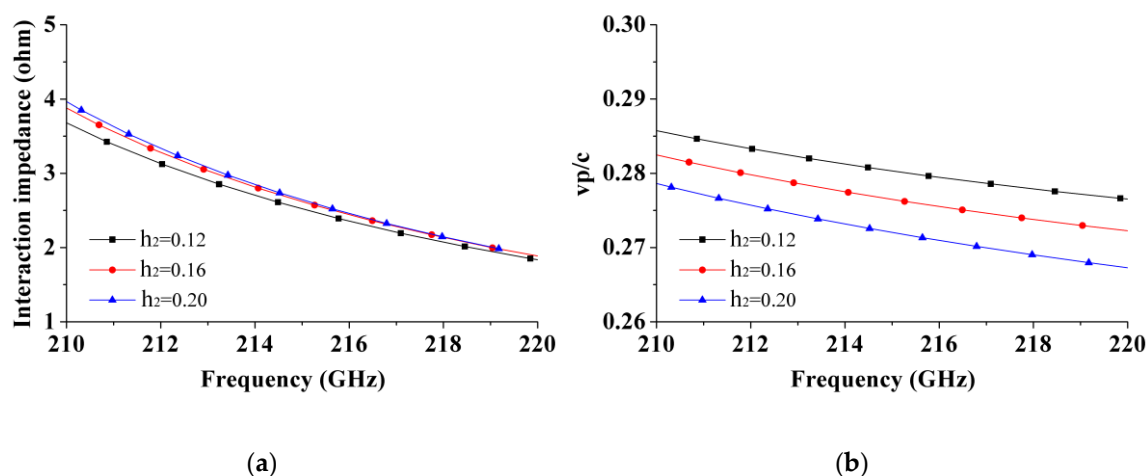 5
4
3
2
1
Interaction impedance (ohm)
h2=0.12
h2=0.16
h2=0.20
210 212 214 216 218 220
Frequency (GHz)
(a)
0.30
0.28
0.27
0.26
vp/c
h2=0.12
h2=0.16
h2=0.20
210 212 214 216 218 220
Frequency (GHz)
(b)